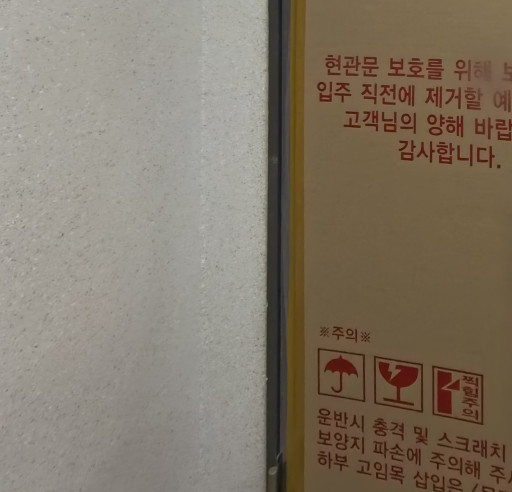 현관문 보호를 위해
입주 직전에 제거할
고객님의 양해
감사합니다.
※주의※
찍힘주의
운반시 충격 및 스크래치
보양지 파손에 주의해
하부 고임목 삽입은